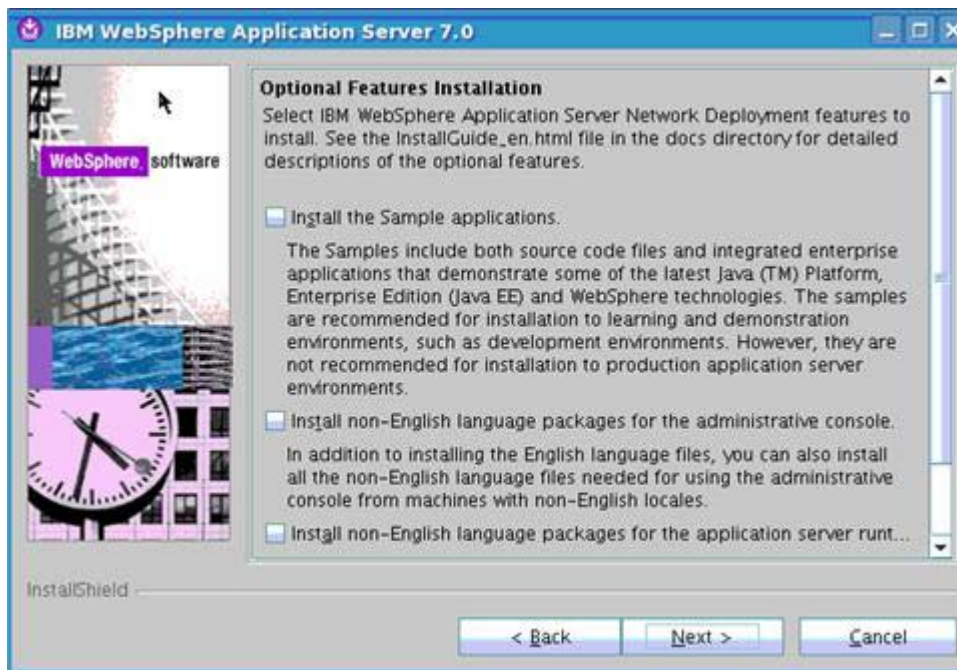 IBM WebSphere Application Server 7.0
WebSphere. software
Optional Features Installation
Select IBM WebSphere Application Server Network Deployment features to
install. See the InstallGuide_en.html file in the docs directory for detailed
descriptions of the optional features.
Install the Sample applications.
The Samples include both source code files and integrated enterprise
applications that demonstrate some of the latest Java (TM) Platform,
Enterprise Edition (Java EE) and WebSphere technologies. The samples
are recommended for installation to learning and demonstration
environments, such as development environments. However, they are
not recommended for installation to production application server
environments.
Install non-English language packages for the administrative console.
In addition to installing the English language files, you can also install
all the non-English language files needed for using the administrative
console from machines with non-English locales.
Install non-English language packages for the application server runt...
InstallShield
< Back
Next >
Cancel